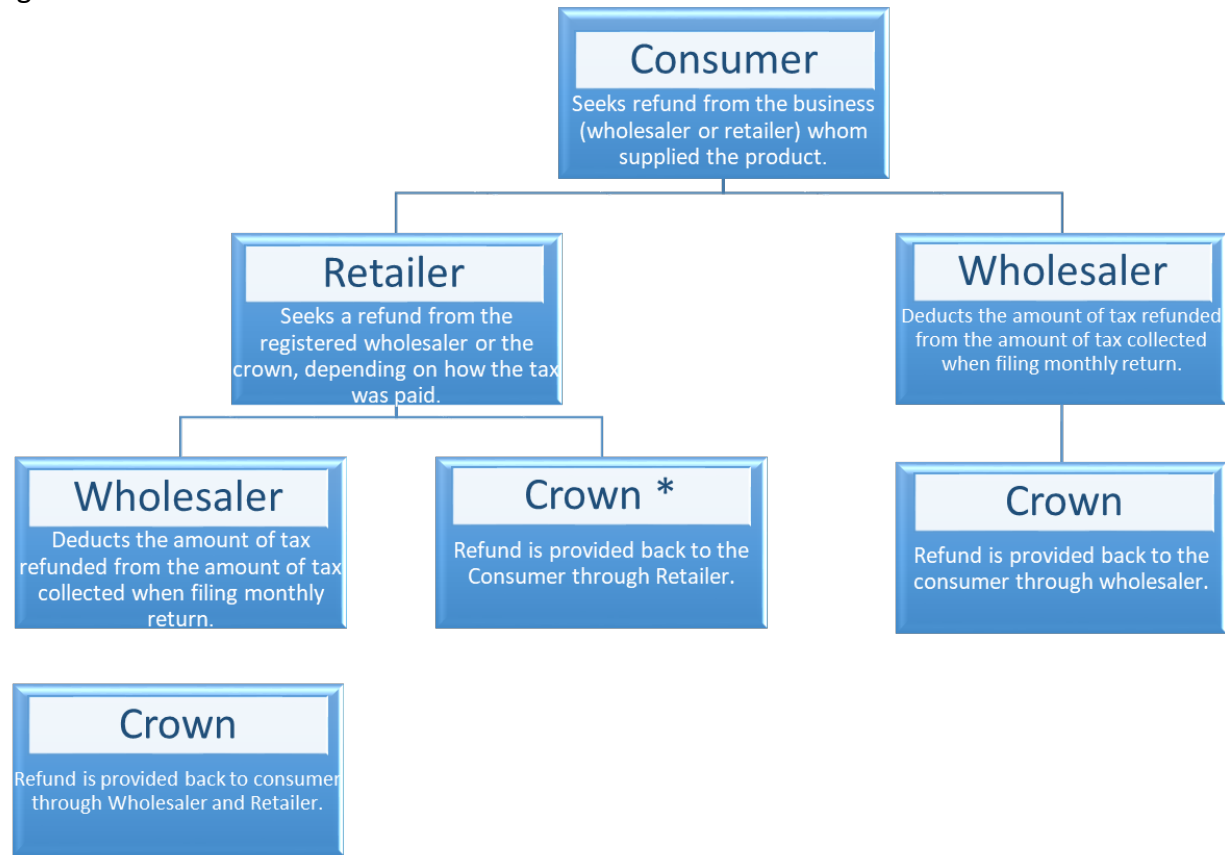 Consumer
Seeks refund from the business
(wholesaler or retailer) whom
supplied the product.
Retailer
Seeks a refund from the
registered wholesaler or the
crown, depending on how the tax
was paid.
Wholesaler
Deducts the amount of tax refunded
from the amount of tax collected
when filing monthly return.
Wholesaler
Deducts the amount of tax
refunded from the amount of tax
collected when filing monthly
return.
Crown *
Refund is provided back to the
Consumer through Retailer.
Crown
Refund is provided back to the
consumer through wholesaler.
Crown
Refund is provided back to consumer
through Wholesaler and Retailer.